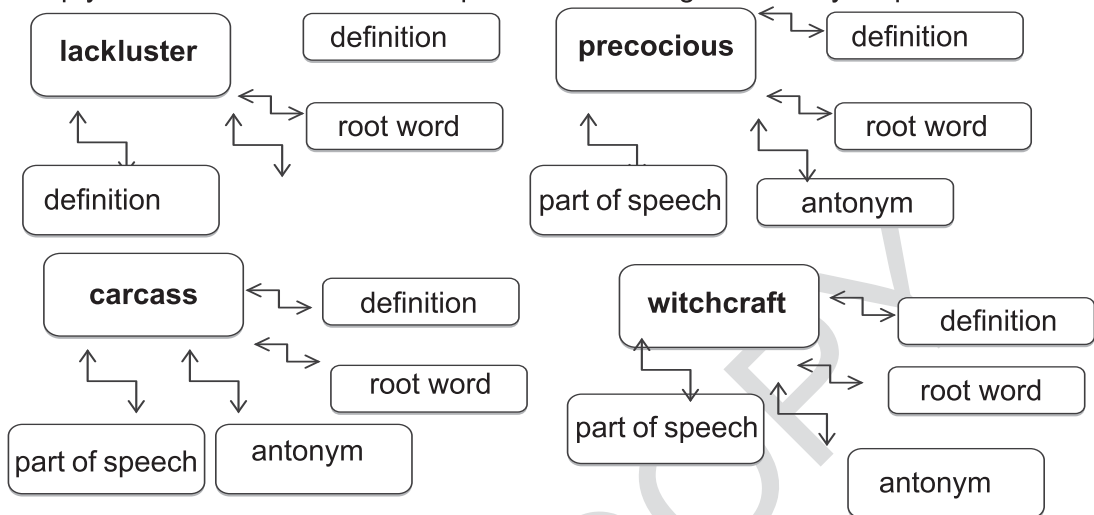 lackluster
definition
root word
definition
precocious
definition
root word
part of speech
antonym
carcass
definition
root word
part of speech
antonym
witchcraft
definition
root word
part of speech
antonym